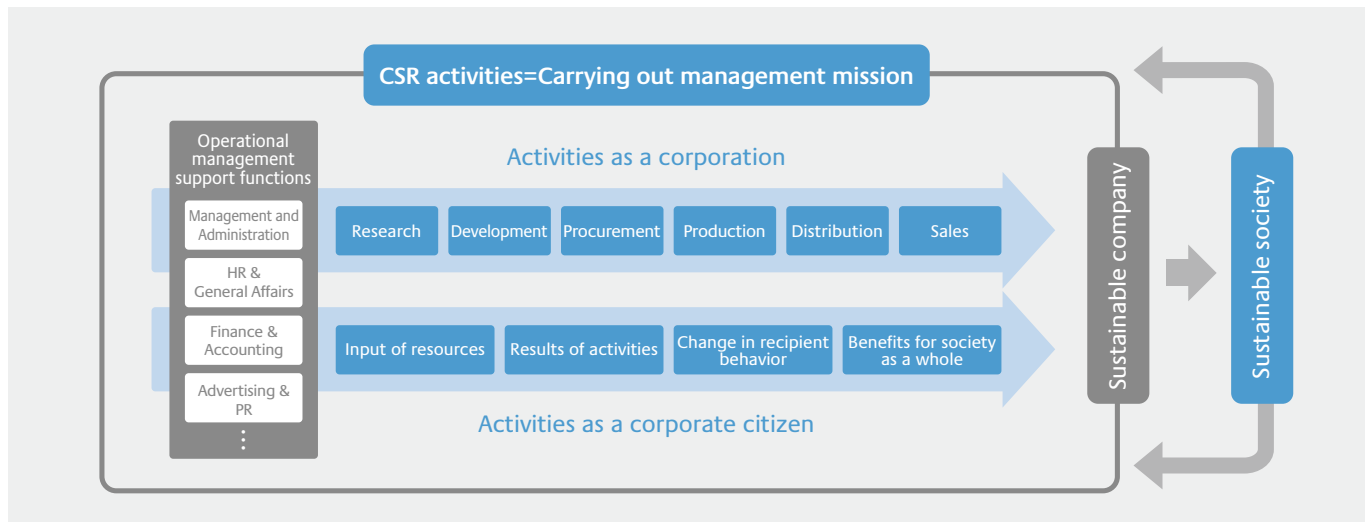 CSR activities=Carrying out management mission
Operational
management
support functions
Management and
Administration
HR &
General Affairs
Finance &
Accounting
Advertising &
PR
⋮
Activities as a corporation
Research
Development
Procurement
Production
Distribution
Sales
Input of resources
Results of activities
Change in recipient
behavior
Benefits for society
as a whole
Activities as a corporate citizen
Sustainable company
Sustainable society